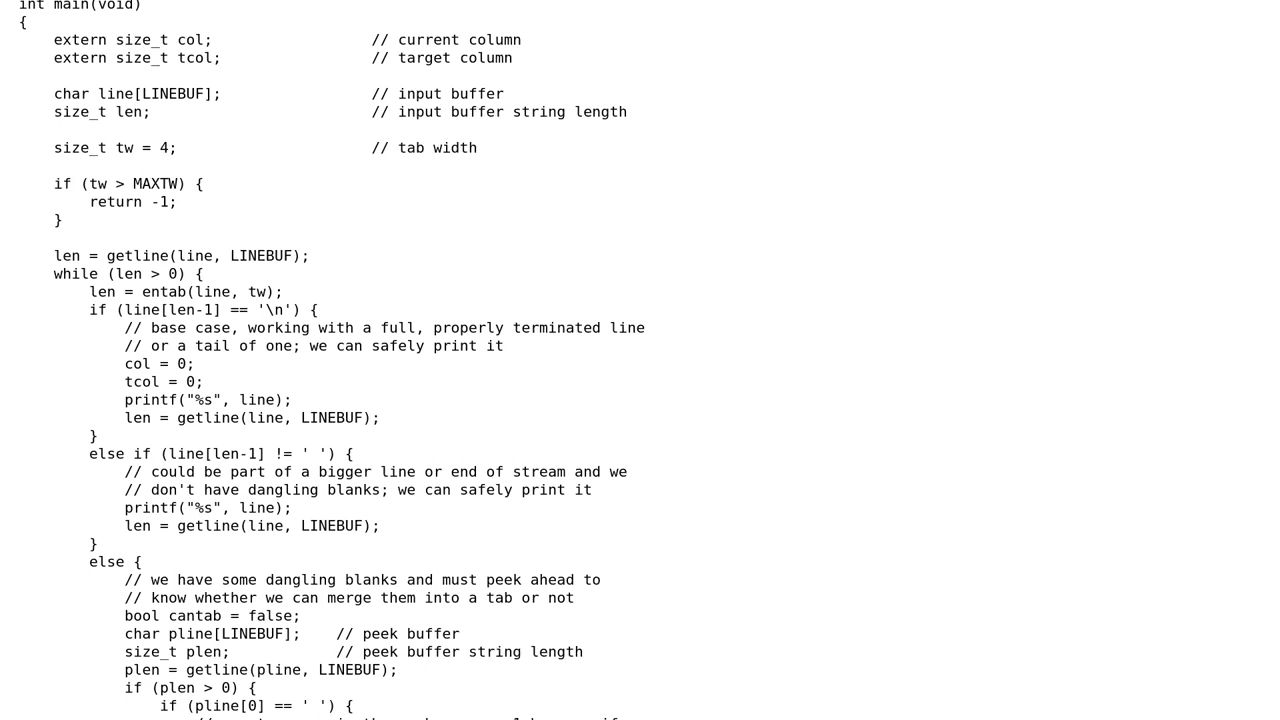 int main(void)
{
    extern size_t col;                  // current column
    extern size_t tcol;                 // target column

    char line[LINEBUF];                 // input buffer
    size_t len;                         // input buffer string length

    size_t tw = 4;                      // tab width

    if (tw > MAXTW) {
        return -1;
    }

    len = getline(line, LINEBUF);
    while (len > 0) {
        len = entab(line, tw);
        if (line[len-1] == '\n') {
            // base case, working with a full, properly terminated line
            // or a tail of one; we can safely print it
            col = 0;
            tcol = 0;
            printf("%s", line);
            len = getline(line, LINEBUF);
        }
        else if (line[len-1] != ' ') {
            // could be part of a bigger line or end of stream and we
            // don't have dangling blanks; we can safely print it
            printf("%s", line);
            len = getline(line, LINEBUF);
        }
        else {
            // we have some dangling blanks and must peek ahead to
            // know whether we can merge them into a tab or not
            bool cantab = false;
            char pline[LINEBUF];    // peek buffer
            size_t plen;            // peek buffer string length
            plen = getline(pline, LINEBUF);
            if (plen > 0) {
                if (pline[0] == ' ') {